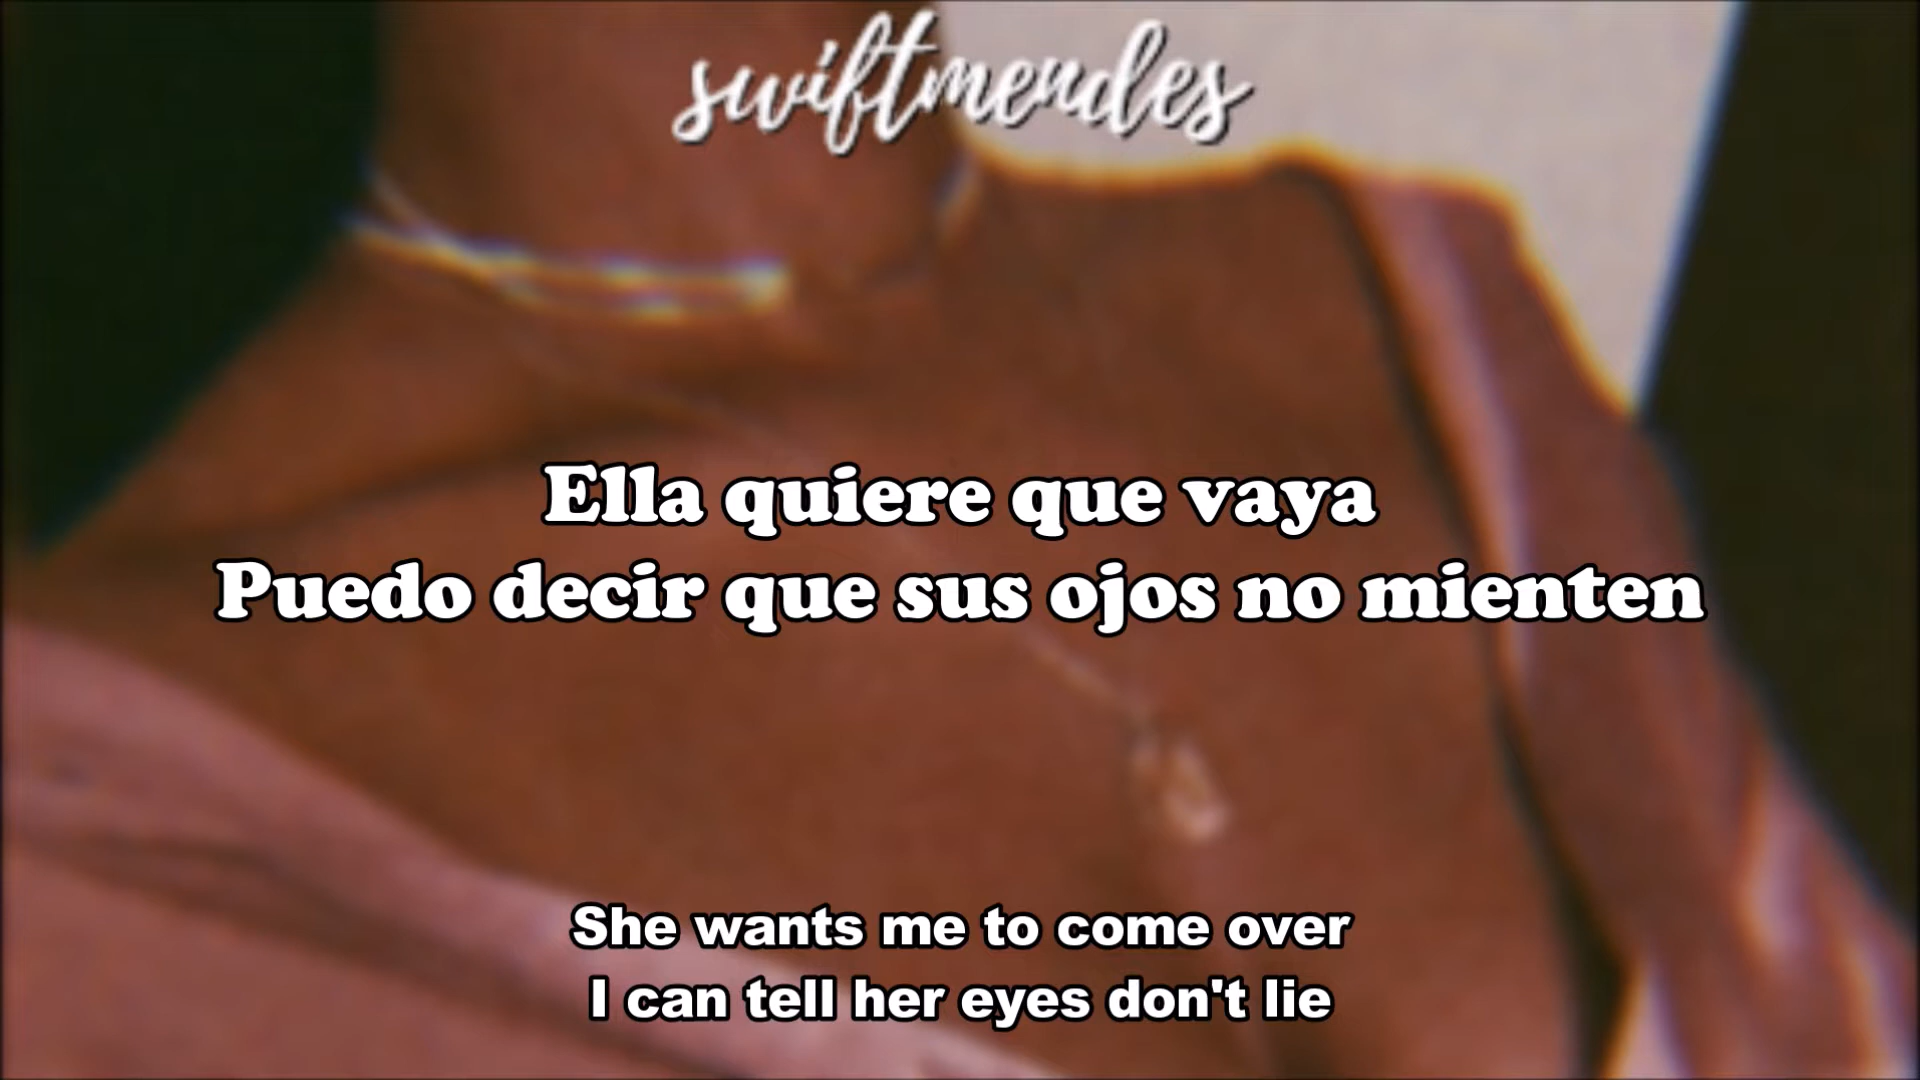 swiftmendes
Ella quiere que vaya
Puedo decir que sus ojos no mienten
She wants me to come over
I can tell her eyes don't lie